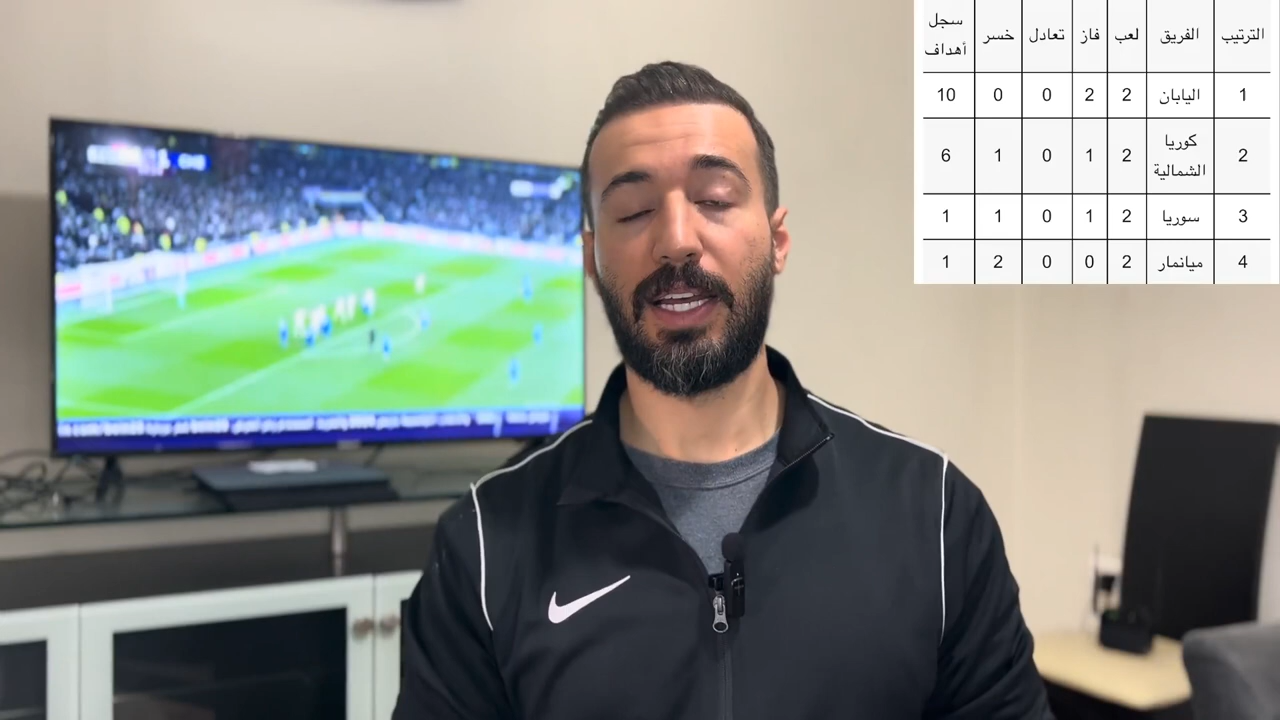 الترتيب الفريق لعب فاز تعادل خسر سجل أهداف
1 اليابان 2 2 0 0 10
2 كوريا الشمالية 2 1 0 1 6
3 سوريا 2 1 0 1 1
4 ميانمار 2 0 0 2 1